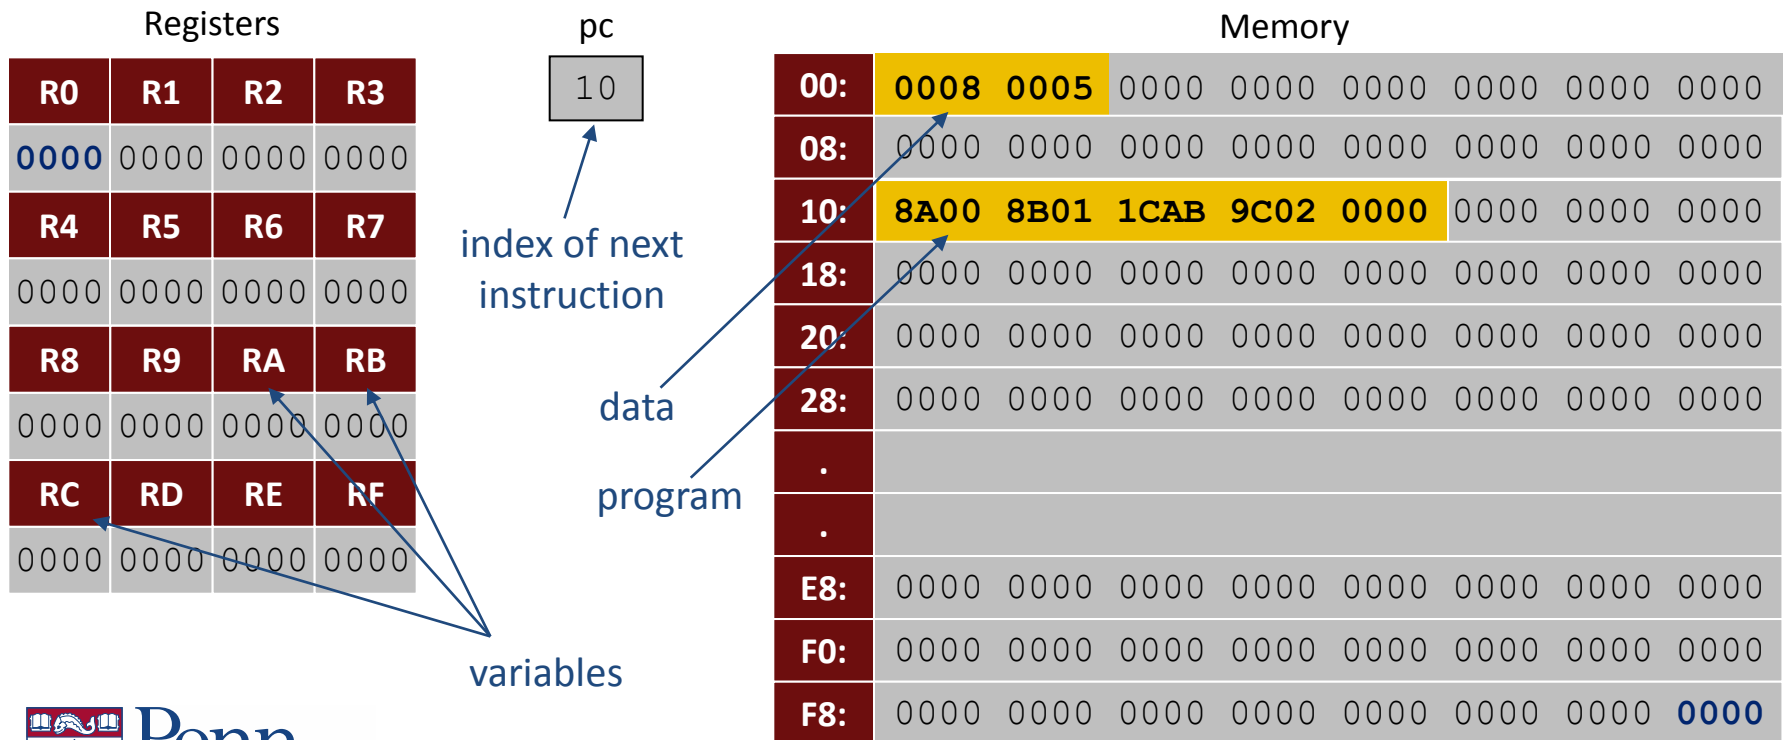 Registers
R0 R1 R2 R3
0000 0000 0000 0000
R4 R5 R6 R7
0000 0000 0000 0000
R8 R9 RA RB
0000 0000 0000 0000
RC RD RE RF
0000 0000 0000 0000
pc
10
index of next
instruction
data
program
variables
Memory
00: 0008 0005 0000 0000 0000 0000 0000 0000
08: 0000 0000 0000 0000 0000 0000 0000 0000
10: 8A00 8B01 1CAB 9C02 0000 0000 0000 0000
18: 0000 0000 0000 0000 0000 0000 0000 0000
20: 0000 0000 0000 0000 0000 0000 0000 0000
28: 0000 0000 0000 0000 0000 0000 0000 0000
.
.
E8: 0000 0000 0000 0000 0000 0000 0000 0000
F0: 0000 0000 0000 0000 0000 0000 0000 0000
F8: 0000 0000 0000 0000 0000 0000 0000 0000
Penn